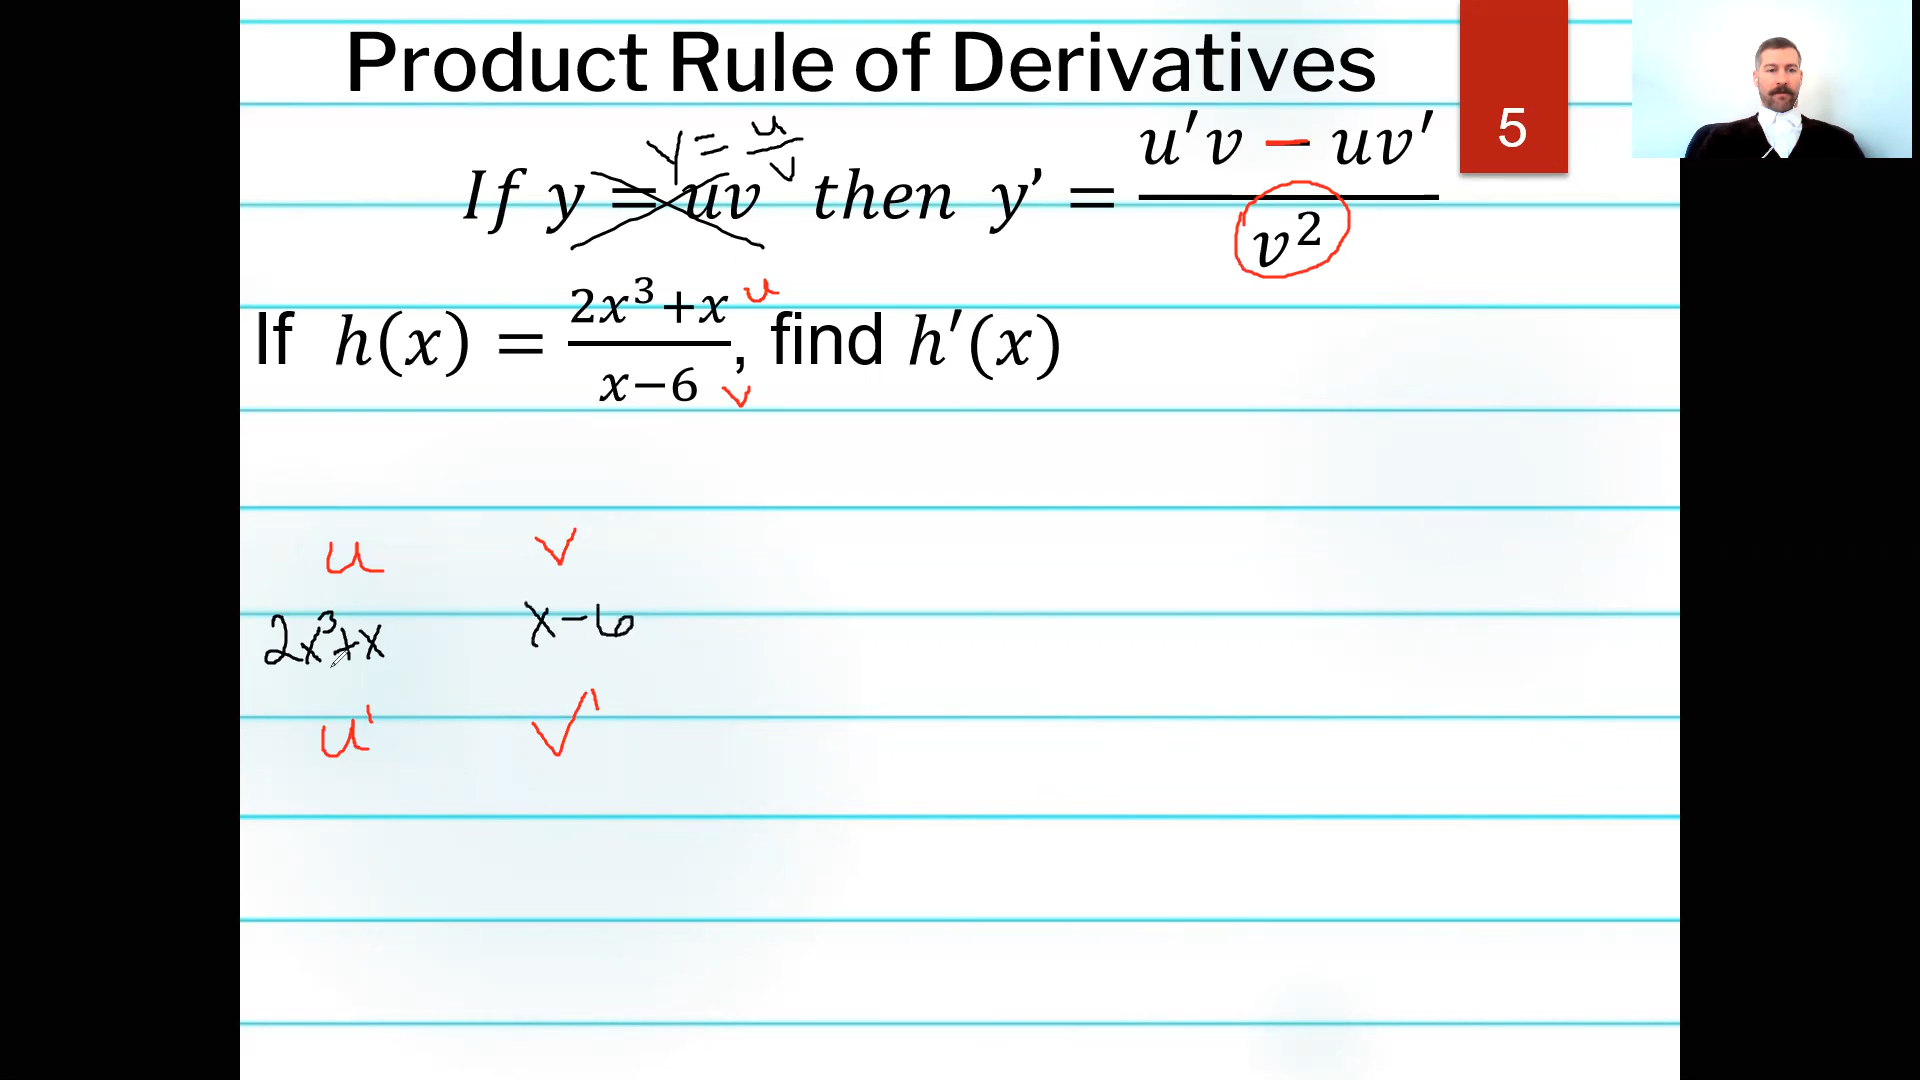 Product Rule of Derivatives
5
y = u/v
If y = uv then y’ = (u′v − uv′)/v²
If h(x) = (2x³+x)/(x−6), find h′(x)
u
v
u v
2x³+x x-6
u' v'